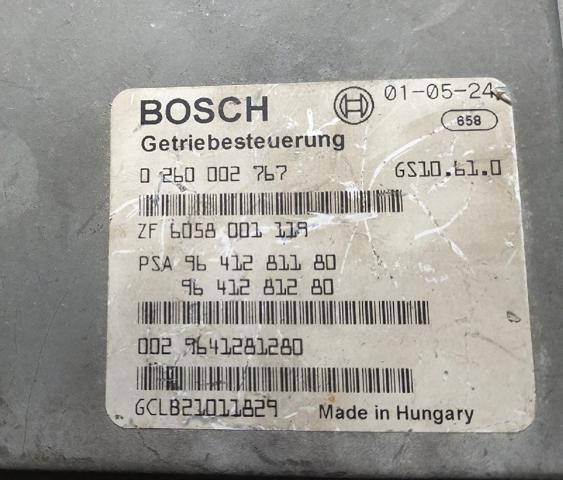 BOSCH 01-05-24
658
Getriebesteuerung
0 260 002 767 GS10.61.0
ZF 6058 001 119
PSA 96 412 811 80
96 412 812 80
002 9641281280
GCLB21011829 Made in Hungary